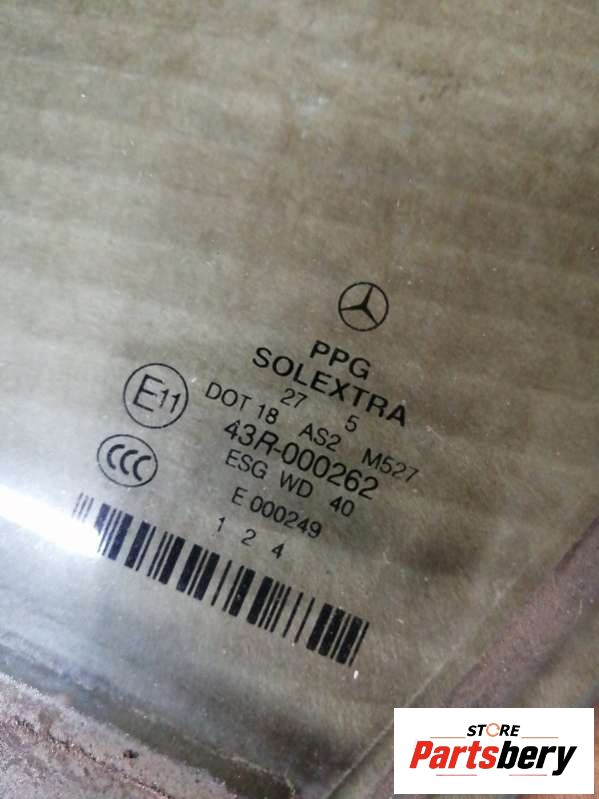 PPG
SOLEXTRA
27 5
DOT 18 AS2 M527
43R-000262
ESG WD 40
E 000249
1 2 4
E11
CCC
STORE
Partsbery